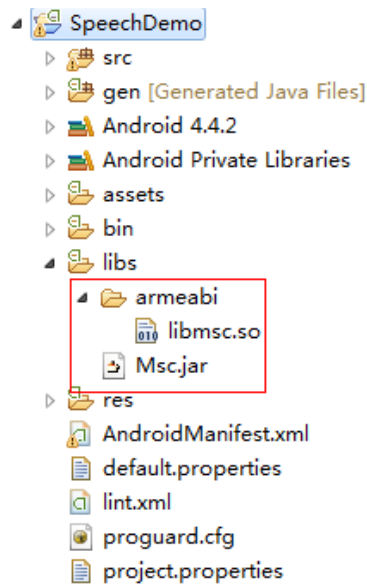 SpeechDemo
src
gen [Generated Java Files]
Android 4.4.2
Android Private Libraries
assets
bin
libs
armeabi
010
libmsc.so
Msc.jar
res
AndroidManifest.xml
default.properties
lint.xml
proguard.cfg
project.properties